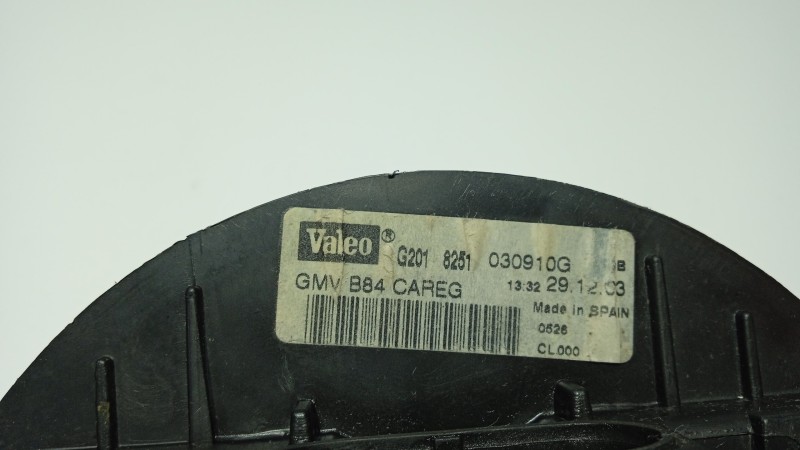 Valeo® G201 8251 030910G B
GMV B84 CAREG 13:32 29.12.03
Made in SPAIN
0526
CL000